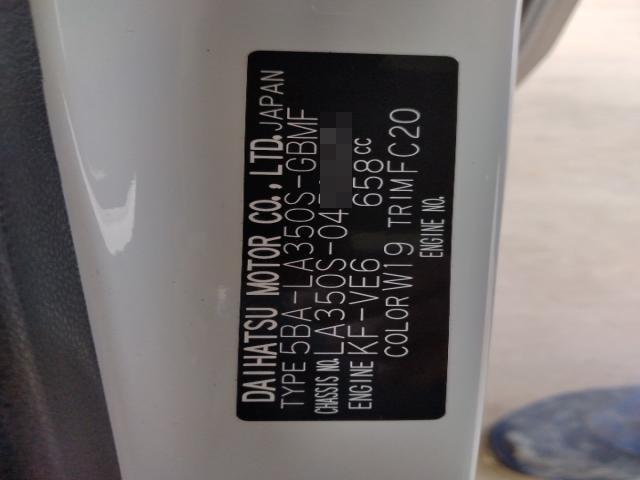 DAIHATSU MOTOR CO., LTD. JAPAN
TYPE 5BA-LA350S-GBMF
CHASSIS NO. LA350S-04
ENGINE KF-VE6 658cc
COLOR W19 TRIM FC20
ENGINE NO.